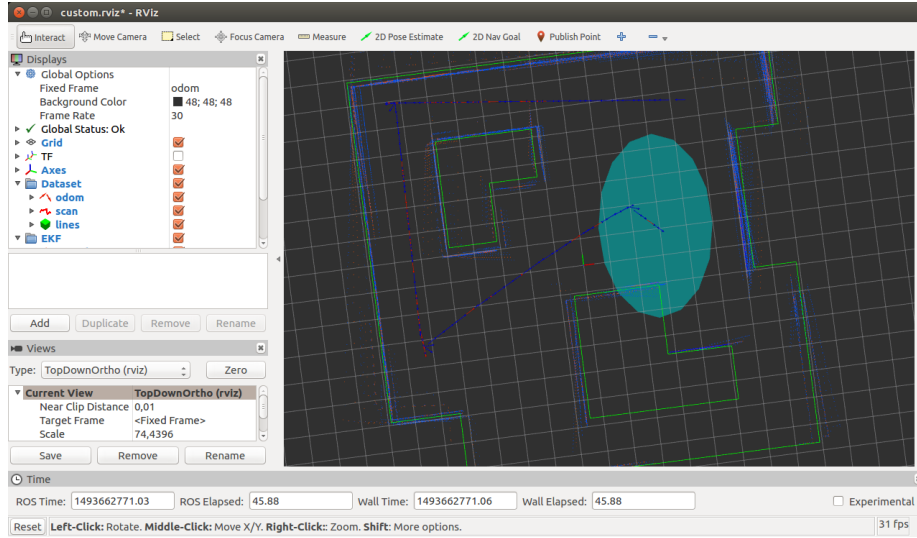 custom.rviz* - RViz
Interact Move Camera Select Focus Camera Measure 2D Pose Estimate 2D Nav Goal Publish Point
Displays
Global Options
Fixed Frame odom
Background Color 48; 48; 48
Frame Rate 30
Global Status: Ok
Grid
TF
Axes
Dataset
odom
scan
lines
EKF
Add Duplicate Remove Rename
Views
Type: TopDownOrtho (rviz) Zero
Current View TopDownOrtho (rviz)
Near Clip Distance 0,01
Target Frame <Fixed Frame>
Scale 74,4396
Save Remove Rename
Time
ROS Time: 1493662771.03 ROS Elapsed: 45.88 Wall Time: 1493662771.06 Wall Elapsed: 45.88 Experimental
Reset Left-Click: Rotate. Middle-Click: Move X/Y. Right-Click:: Zoom. Shift: More options. 31 fps